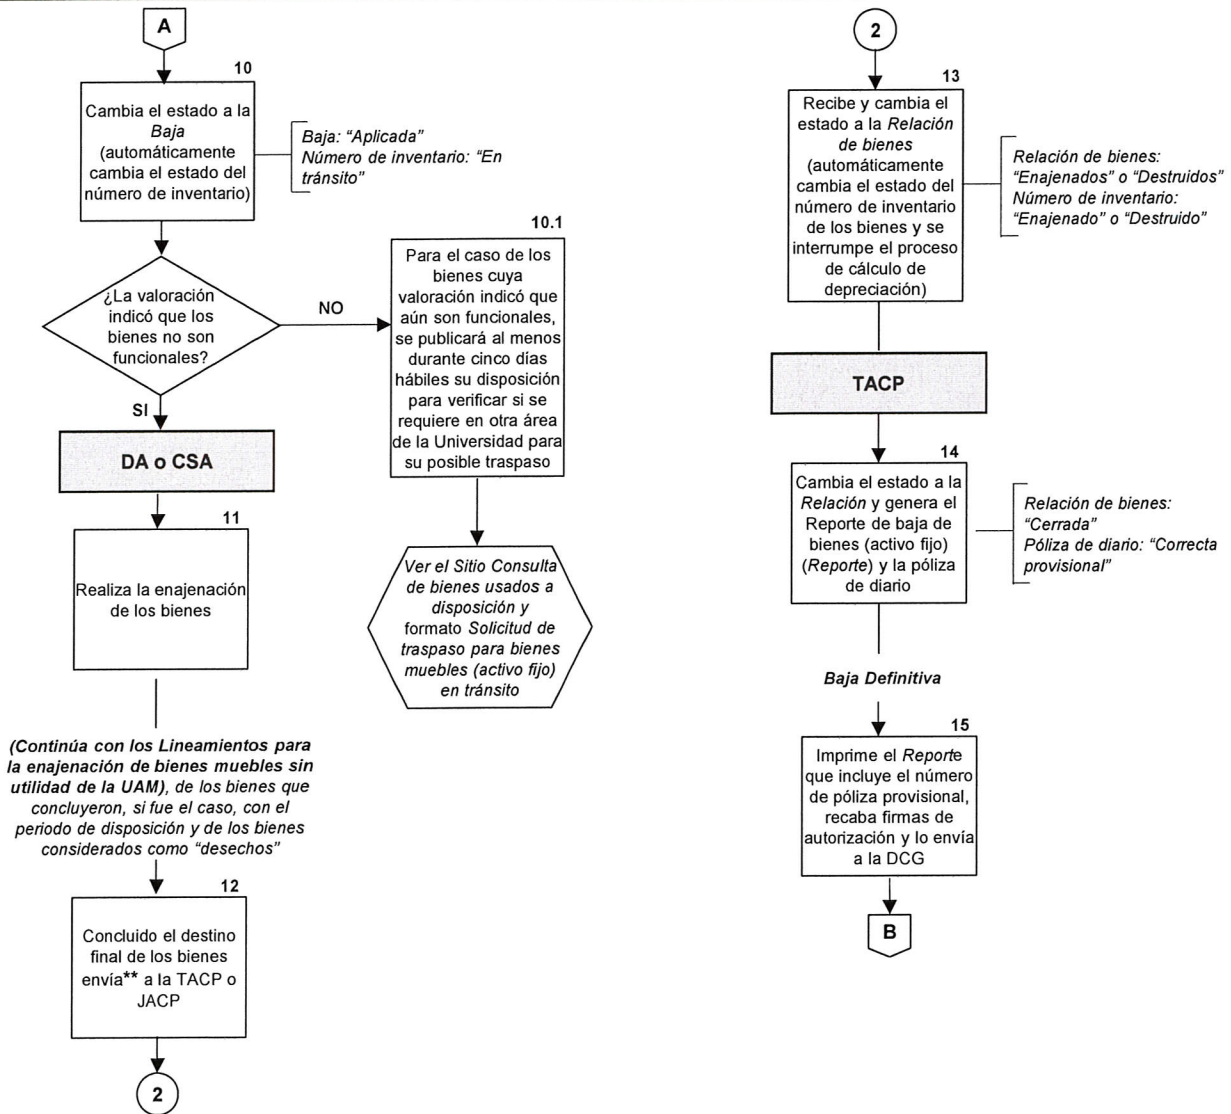 A
10
Cambia el estado a la
Baja
(automáticamente
cambia el estado del
número de inventario)
Baja: “Aplicada”
Número de inventario: “En
tránsito”
¿La valoración
indicó que los
bienes no son
funcionales?
NO
SI
10.1
Para el caso de los
bienes cuya
valoración indicó que
aún son funcionales,
se publicará al menos
durante cinco días
hábiles su disposición
para verificar si se
requiere en otra área
de la Universidad para
su posible traspaso
Ver el Sitio Consulta
de bienes usados a
disposición y
formato Solicitud de
traspaso para bienes
muebles (activo fijo)
en tránsito
DA o CSA
11
Realiza la enajenación
de los bienes
(Continúa con los Lineamientos para
la enajenación de bienes muebles sin
utilidad de la UAM), de los bienes que
concluyeron, si fue el caso, con el
periodo de disposición y de los bienes
considerados como “desechos”
12
Concluido el destino
final de los bienes
envía** a la TACP o
JACP
2
2
13
Recibe y cambia el
estado a la Relación
de bienes
(automáticamente
cambia el estado del
número de inventario
de los bienes y se
interrumpe el proceso
de cálculo de
depreciación)
Relación de bienes:
“Enajenados” o “Destruidos”
Número de inventario:
“Enajenado” o “Destruido”
TACP
14
Cambia el estado a la
Relación y genera el
Reporte de baja de
bienes (activo fijo)
(Reporte) y la póliza
de diario
Relación de bienes:
“Cerrada”
Póliza de diario: “Correcta
provisional”
Baja Definitiva
15
Imprime el Reporte
que incluye el número
de póliza provisional,
recaba firmas de
autorización y lo envía
a la DCG
B